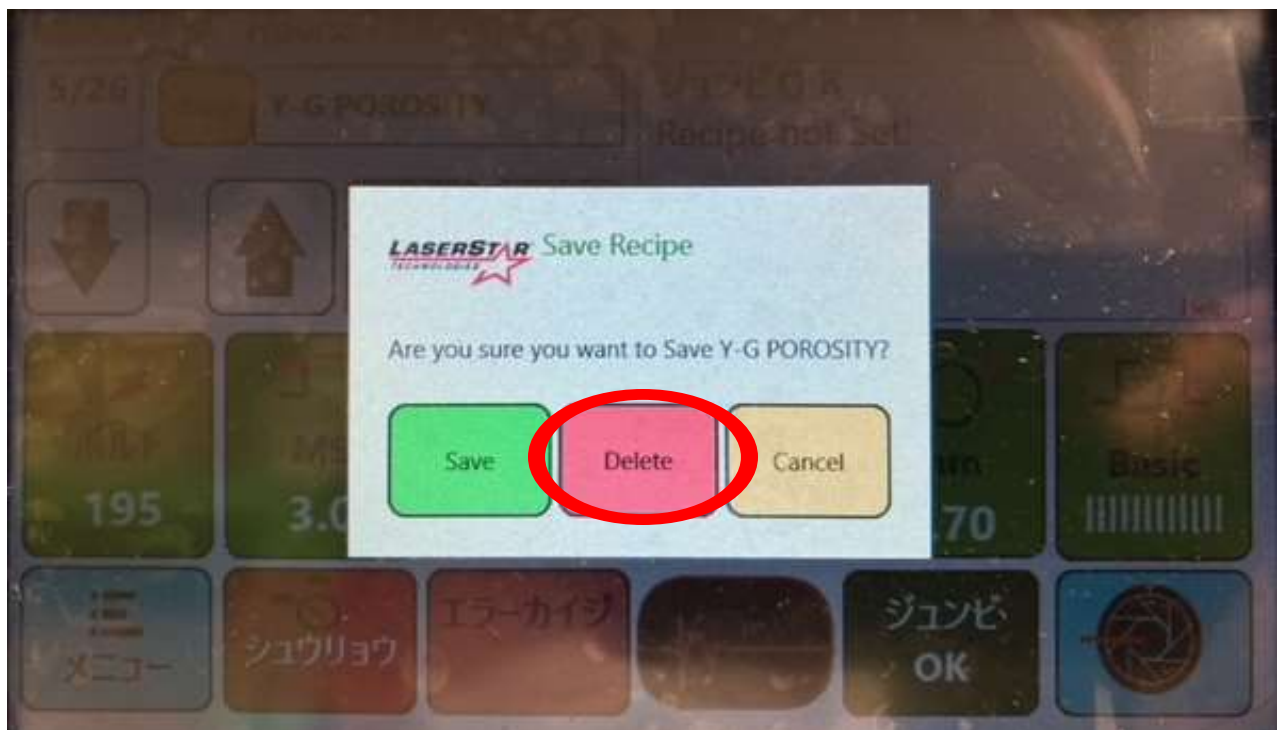 5/26
Y-G POROSITY
ジュンビOK
Recipe not Set!
LASERSTAR
TECHNOLOGIES
Save Recipe
Are you sure you want to Save Y-G POROSITY?
Save
Delete
Cancel
195
3.0
70
Basic
メニュー
シュウリョウ
エラーカイジ
ジュンビ
OK